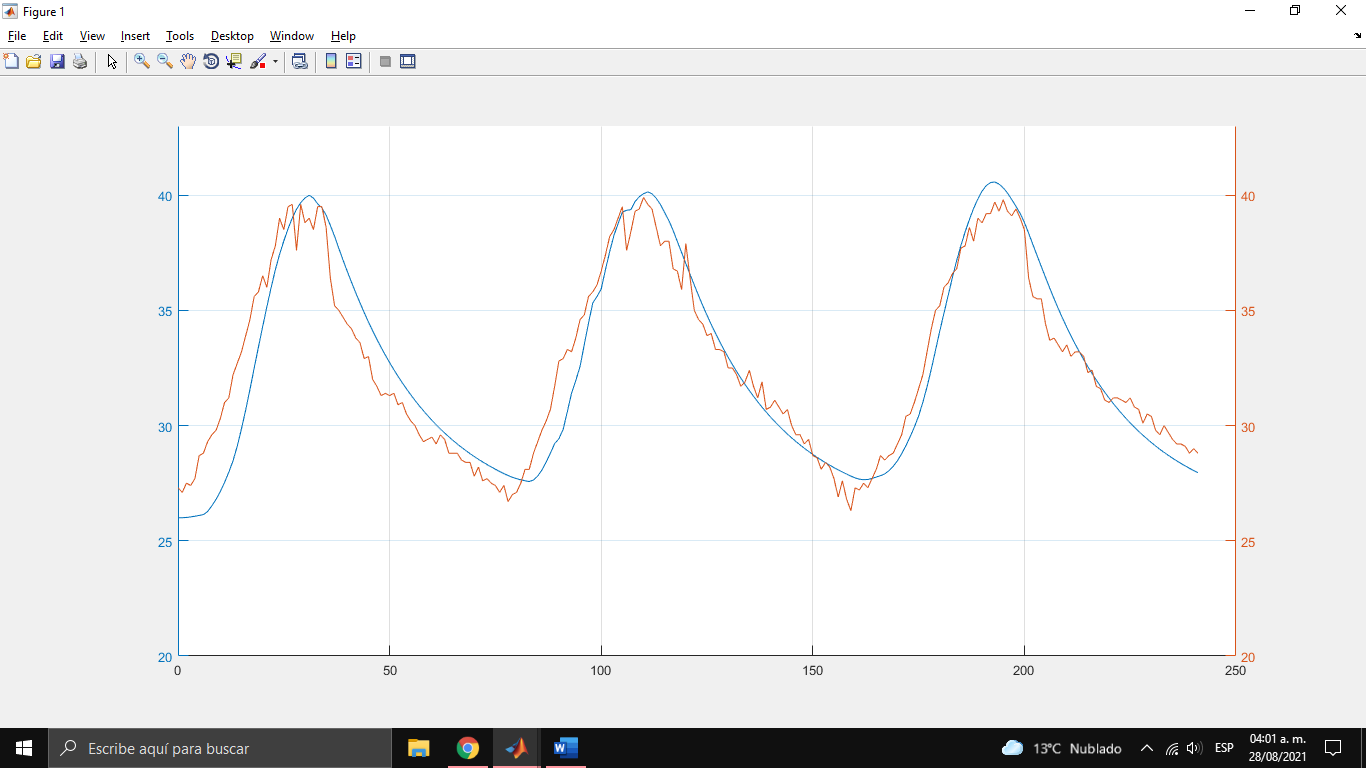 Figure 1
File Edit View Insert Tools Desktop Window Help
40 40
35 35
30 30
25 25
20 20
0 50 100 150 200 250
Escribe aquí para buscar
13°C Nublado
ESP
04:01 a. m.
28/08/2021